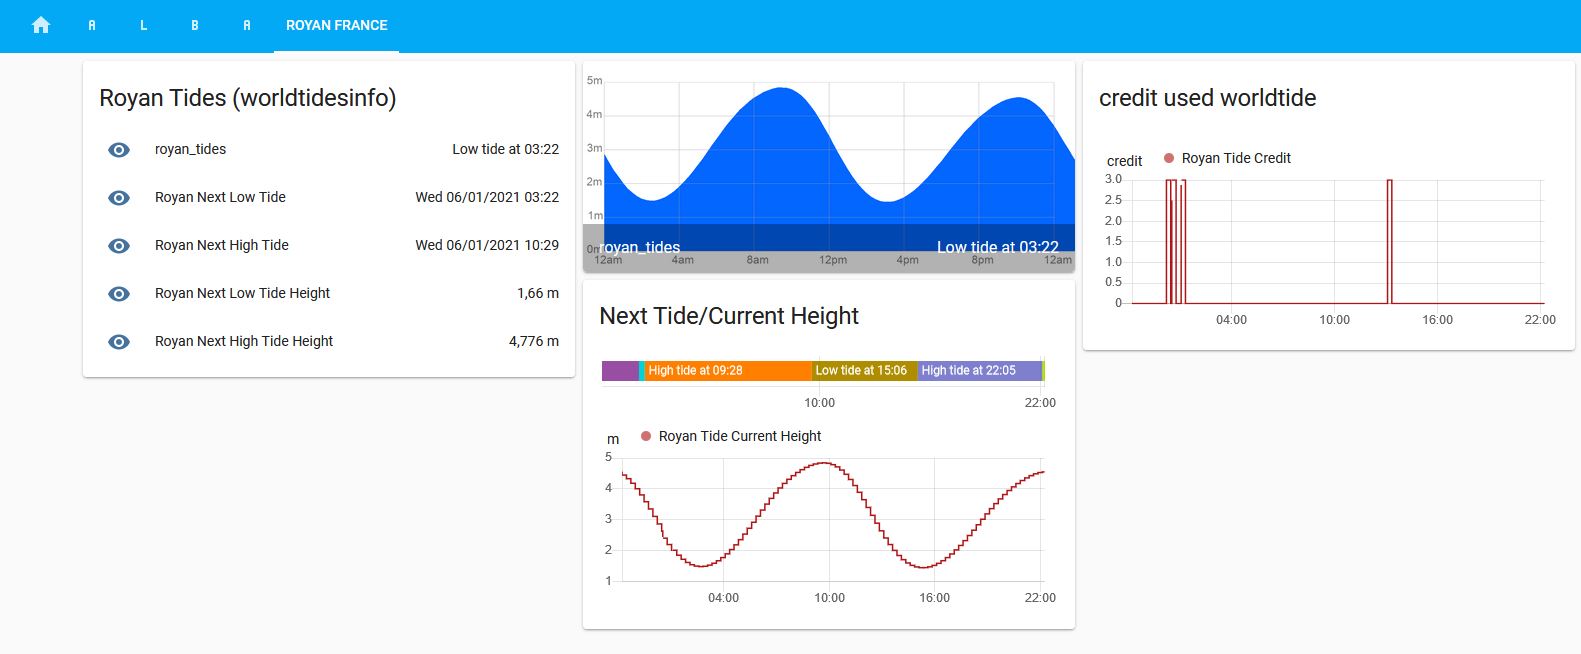 A L B A ROYAN FRANCE
Royan Tides (worldtidesinfo)
royan_tides Low tide at 03:22
Royan Next Low Tide Wed 06/01/2021 03:22
Royan Next High Tide Wed 06/01/2021 10:29
Royan Next Low Tide Height 1,66 m
Royan Next High Tide Height 4,776 m
5m
4m
3m
2m
1m
0m
royan_tides Low tide at 03:22
12am 4am 8am 12pm 4pm 8pm 12am
Next Tide/Current Height
High tide at 09:28 Low tide at 15:06 High tide at 22:05
10:00 22:00
m Royan Tide Current Height
5
4
3
2
1
04:00 10:00 16:00 22:00
credit used worldtide
credit Royan Tide Credit
3.0
2.5
2.0
1.5
1.0
0.5
0
04:00 10:00 16:00 22:00